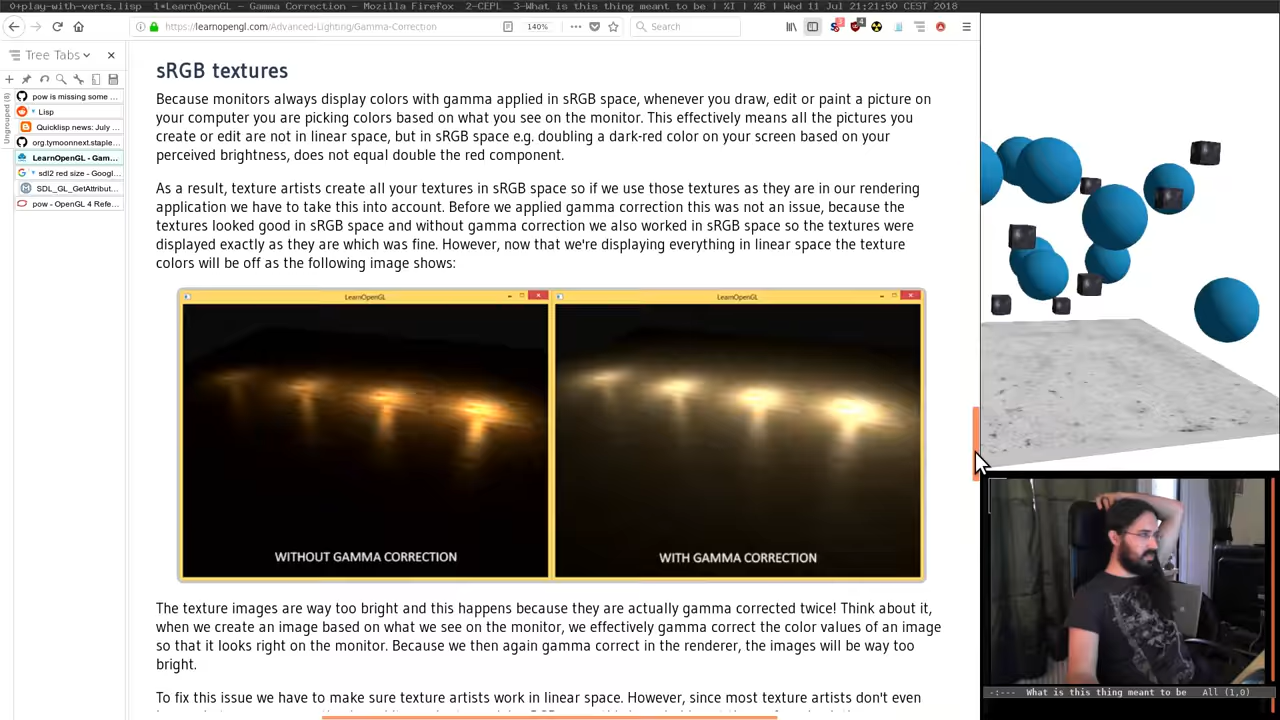 0+play-with-verts.lisp 1*LearnOpenGL - Gamma Correction - Mozilla Firefox 2-CEPL 3-What is this thing meant to be | %I | %B | Wed 11 Jul 21:21:50 CEST 2018
https://learnopengl.com/Advanced-Lighting/Gamma-Correction
140%
Search
Tree Tabs
Ungrouped (8)
pow is missing some ...
Lisp
Quicklisp news: July ...
org.tymoonnext.staple...
LearnOpenGL - Gam...
sdl2 red size - Googl...
SDL_GL_GetAttribut...
pow - OpenGL 4 Refe...
sRGB textures
Because monitors always display colors with gamma applied in sRGB space, whenever you draw, edit or paint a picture on
your computer you are picking colors based on what you see on the monitor. This effectively means all the pictures you
create or edit are not in linear space, but in sRGB space e.g. doubling a dark-red color on your screen based on your
perceived brightness, does not equal double the red component.
As a result, texture artists create all your textures in sRGB space so if we use those textures as they are in our rendering
application we have to take this into account. Before we applied gamma correction this was not an issue, because the
textures looked good in sRGB space and without gamma correction we also worked in sRGB space so the textures were
displayed exactly as they are which was fine. However, now that we're displaying everything in linear space the texture
colors will be off as the following image shows:
LearnOpenGL
LearnOpenGL
WITHOUT GAMMA CORRECTION
WITH GAMMA CORRECTION
The texture images are way too bright and this happens because they are actually gamma corrected twice! Think about it,
when we create an image based on what we see on the monitor, we effectively gamma correct the color values of an image
so that it looks right on the monitor. Because we then again gamma correct in the renderer, the images will be way too
bright.
To fix this issue we have to make sure texture artists work in linear space. However, since most texture artists don't even
-:--- What is this thing meant to be All (1,0)